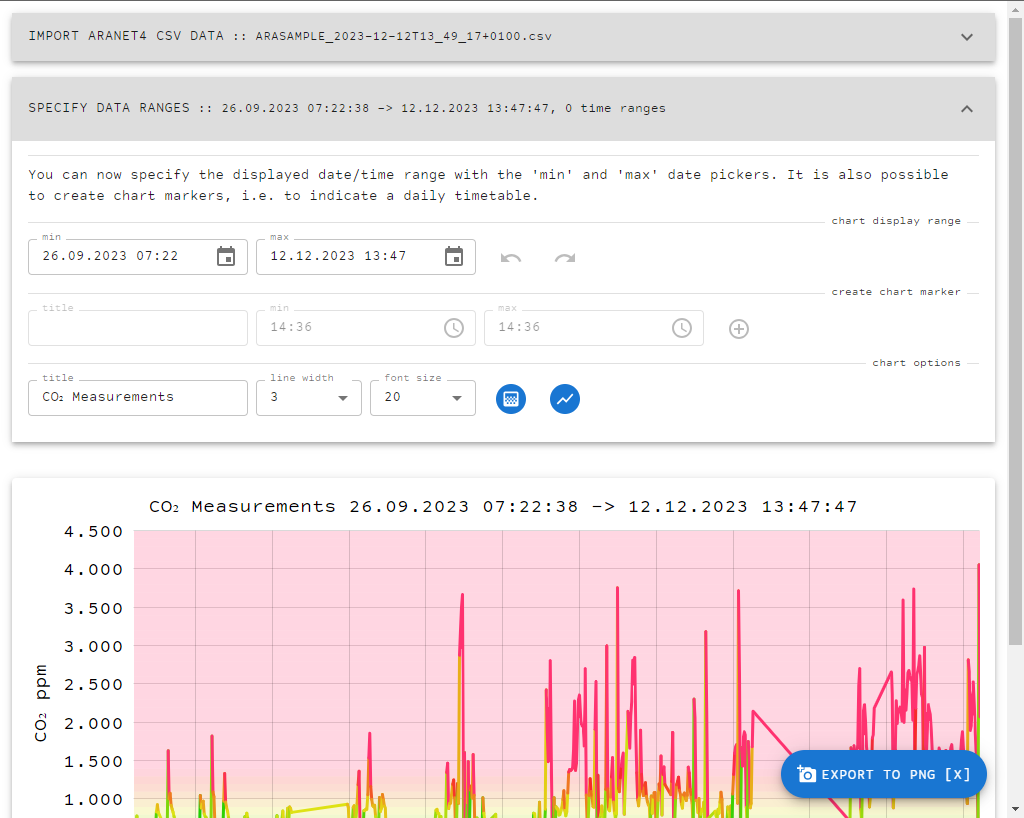 IMPORT ARANET4 CSV DATA :: ARASAMPLE_2023-12-12T13_49_17+0100.csv
SPECIFY DATA RANGES :: 26.09.2023 07:22:38 -> 12.12.2023 13:47:47, 0 time ranges
You can now specify the displayed date/time range with the 'min' and 'max' date pickers. It is also possible
to create chart markers, i.e. to indicate a daily timetable.
chart display range
min max
26.09.2023 07:22 12.12.2023 13:47
create chart marker
title min max
14:36 14:36
chart options
title line width font size
CO₂ Measurements 3 20
CO₂ Measurements 26.09.2023 07:22:38 -> 12.12.2023 13:47:47
4.500
4.000
3.500
3.000
2.500
2.000
1.500
1.000
CO₂ ppm
EXPORT TO PNG [X]